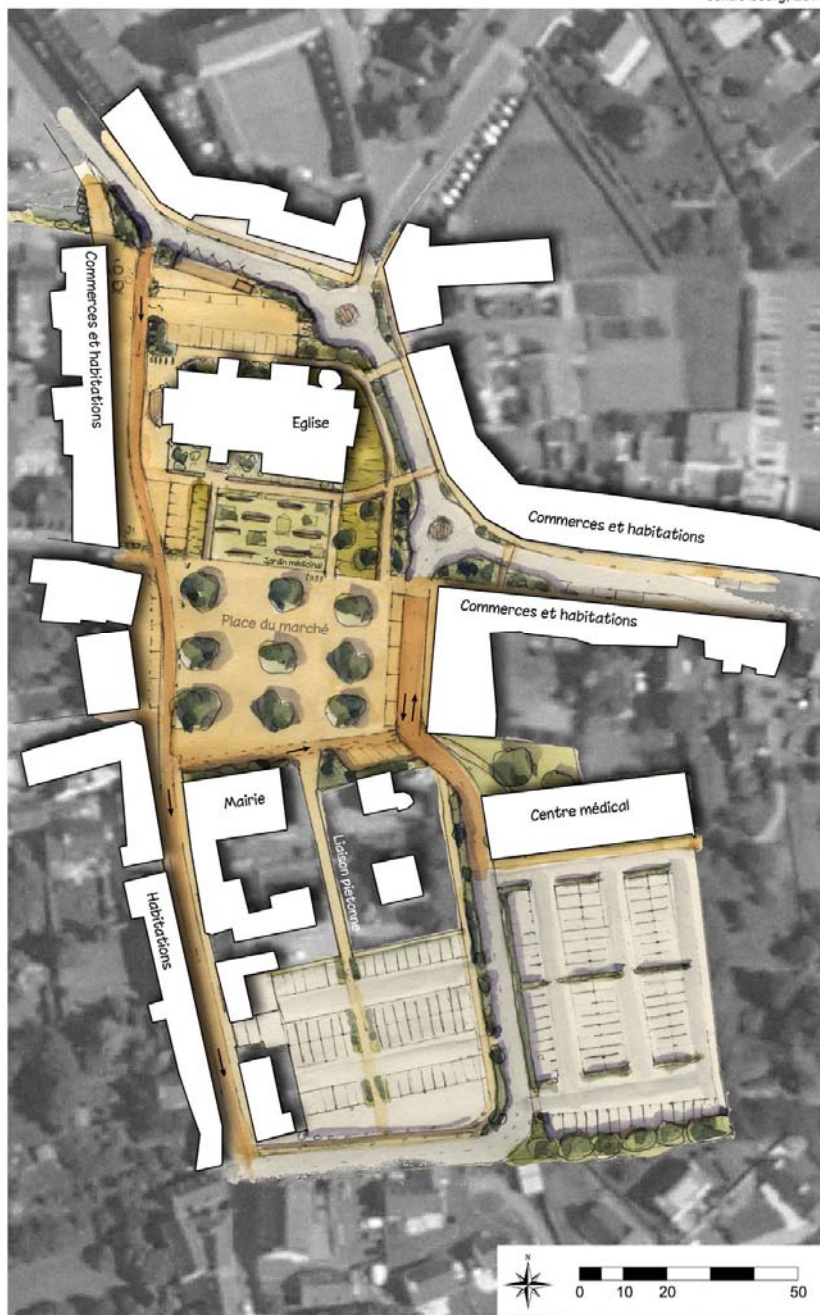 Commerces et habitations
Eglise
Commerces et habitations
Jardin médicinal
Commerces et habitations
Place du marché
Mairie
Centre médical
Liaison piétonne
Habitations
N
0 10 20 50